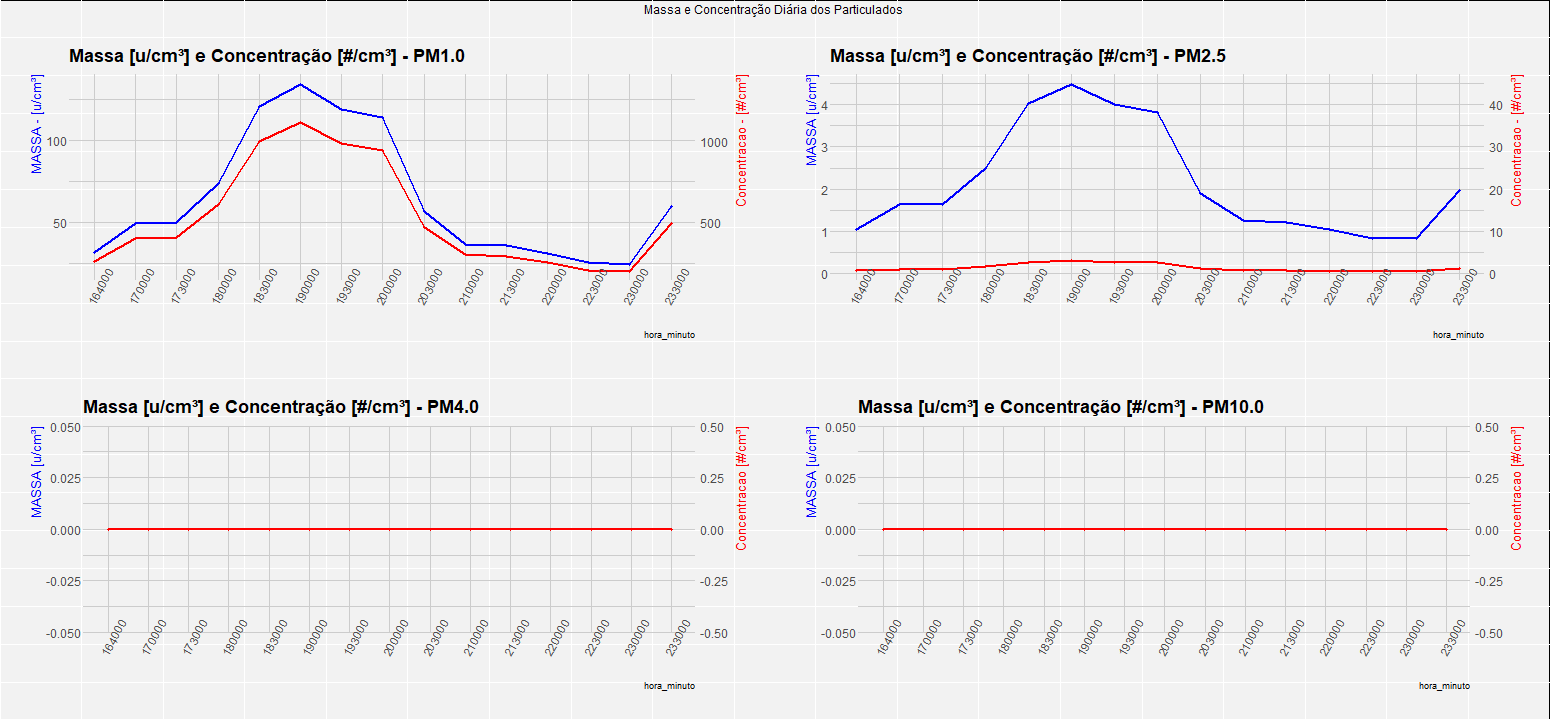 Massa e Concentração Diária dos Particulados
Massa [u/cm³] e Concentração [#/cm³] - PM1.0
MASSA - [u/cm³]
100
50
1000
500
Concentracao - [#/cm³]
164000 170000 173000 180000 183000 190000 193000 200000 203000 210000 213000 220000 223000 230000 233000
hora_minuto
Massa [u/cm³] e Concentração [#/cm³] - PM2.5
MASSA [u/cm³]
4
3
2
1
0
40
30
20
10
0
Concentracao - [#/cm³]
164000 170000 173000 180000 183000 190000 193000 200000 203000 210000 213000 220000 223000 230000 233000
hora_minuto
Massa [u/cm³] e Concentração [#/cm³] - PM4.0
MASSA [u/cm³]
0.050
0.025
0.000
-0.025
-0.050
0.50
0.25
0.00
-0.25
-0.50
Concentracao [#/cm³]
164000 170000 173000 180000 183000 190000 193000 200000 203000 210000 213000 220000 223000 230000 233000
hora_minuto
Massa [u/cm³] e Concentração [#/cm³] - PM10.0
MASSA [u/cm³]
0.050
0.025
0.000
-0.025
-0.050
0.50
0.25
0.00
-0.25
-0.50
Concentracao [#/cm³]
164000 170000 173000 180000 183000 190000 193000 200000 203000 210000 213000 220000 223000 230000 233000
hora_minuto